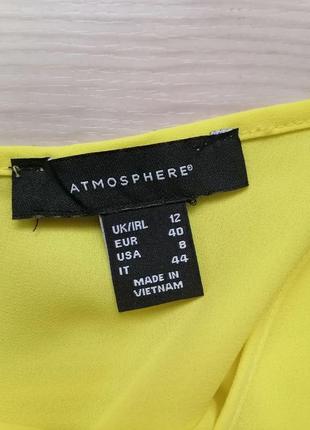 ATMOSPHERE®
UK/IRL 12
EUR 40
USA 8
IT 44
MADE IN
VIETNAM